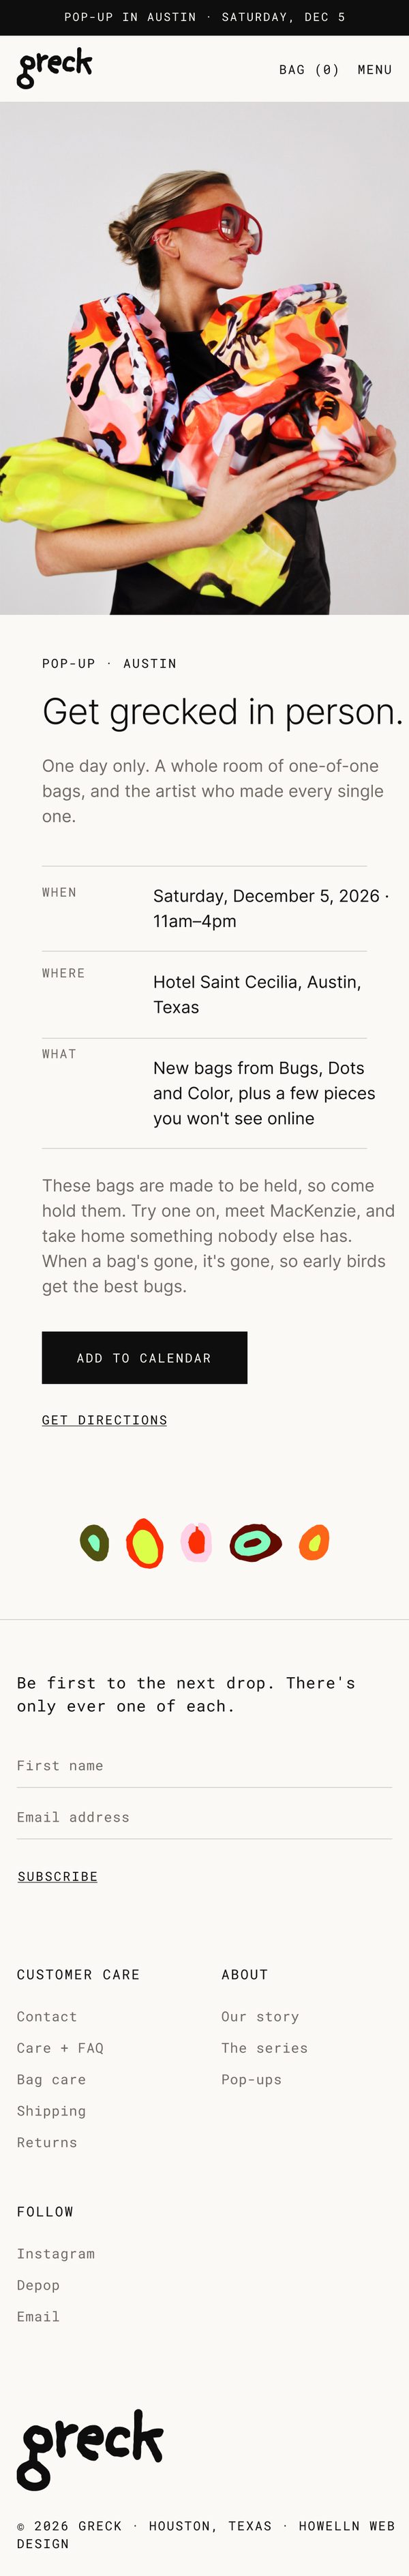 POP-UP IN AUSTIN · SATURDAY, DEC 5
greck
BAG (0) MENU
POP-UP · AUSTIN
Get grecked in person.
One day only. A whole room of one-of-one
bags, and the artist who made every single
one.
WHEN
Saturday, December 5, 2026 ·
11am–4pm
WHERE
Hotel Saint Cecilia, Austin,
Texas
WHAT
New bags from Bugs, Dots
and Color, plus a few pieces
you won't see online
These bags are made to be held, so come
hold them. Try one on, meet MacKenzie, and
take home something nobody else has.
When a bag's gone, it's gone, so early birds
get the best bugs.
ADD TO CALENDAR
GET DIRECTIONS
Be first to the next drop. There's
only ever one of each.
First name
Email address
SUBSCRIBE
CUSTOMER CARE
Contact
Care + FAQ
Bag care
Shipping
Returns
ABOUT
Our story
The series
Pop-ups
FOLLOW
Instagram
Depop
Email
greck
© 2026 GRECK · HOUSTON, TEXAS · HOWELLN WEB
DESIGN